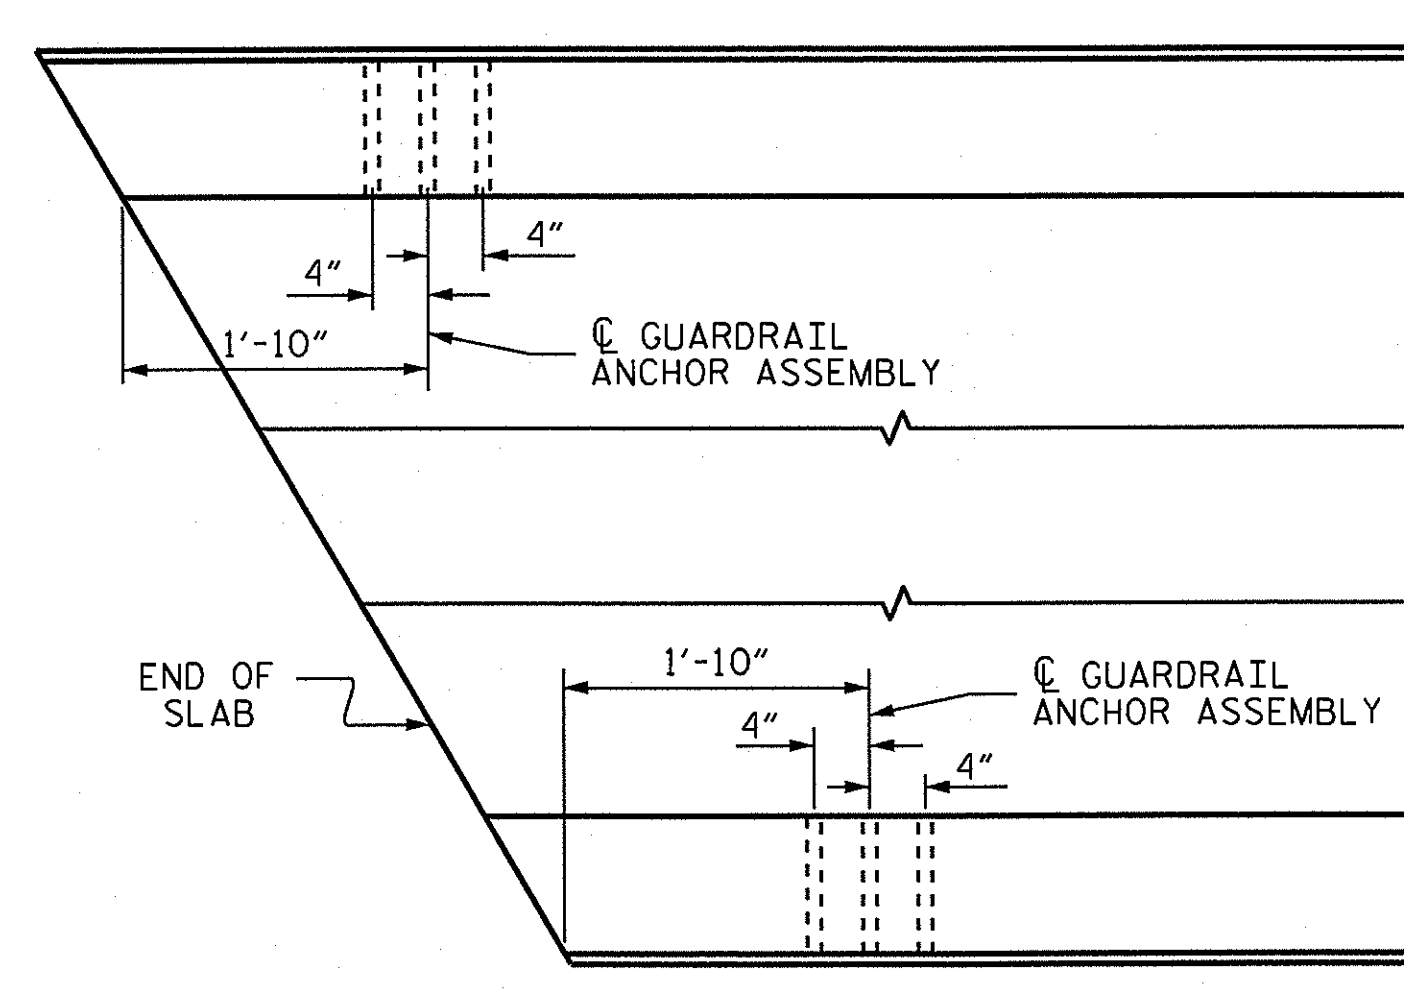 4"
4"
1'-10"
℄ GUARDRAIL
ANCHOR ASSEMBLY
1'-10"
℄ GUARDRAIL
ANCHOR ASSEMBLY
END OF
SLAB
4"
4"